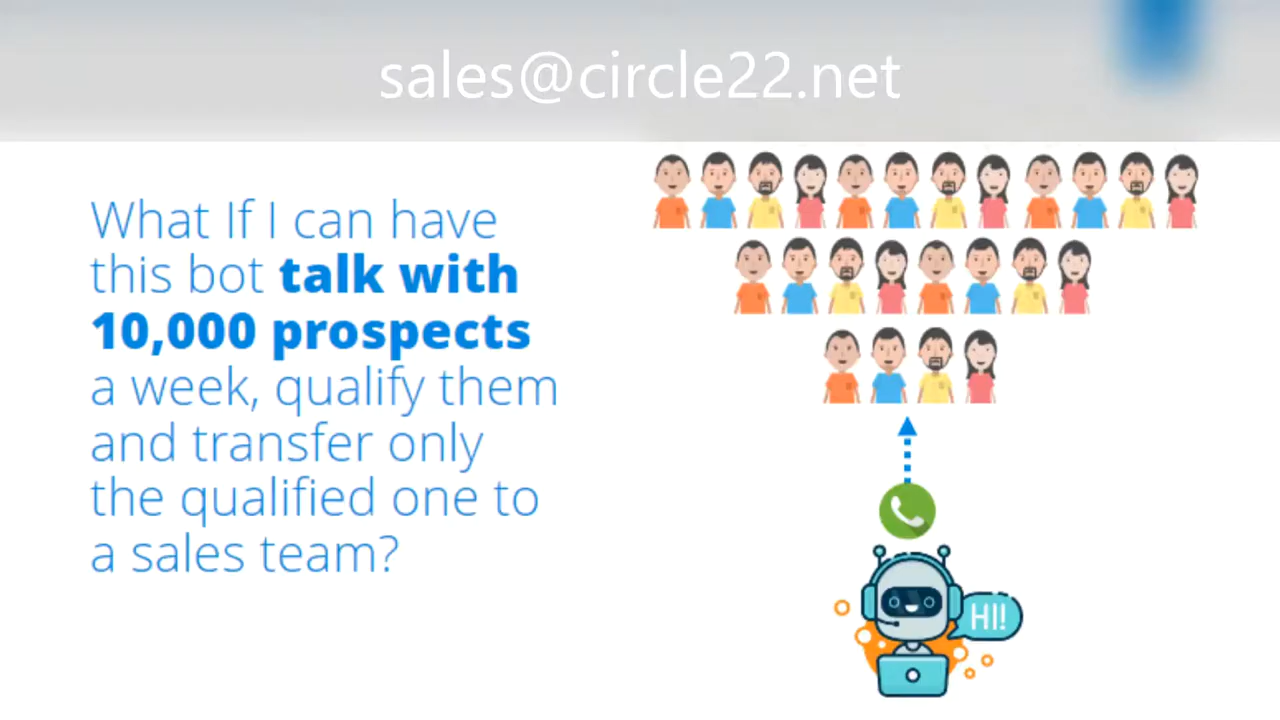 sales@circle22.net
What If I can have
this bot talk with
10,000 prospects
a week, qualify them
and transfer only
the qualified one to
a sales team?
HI!